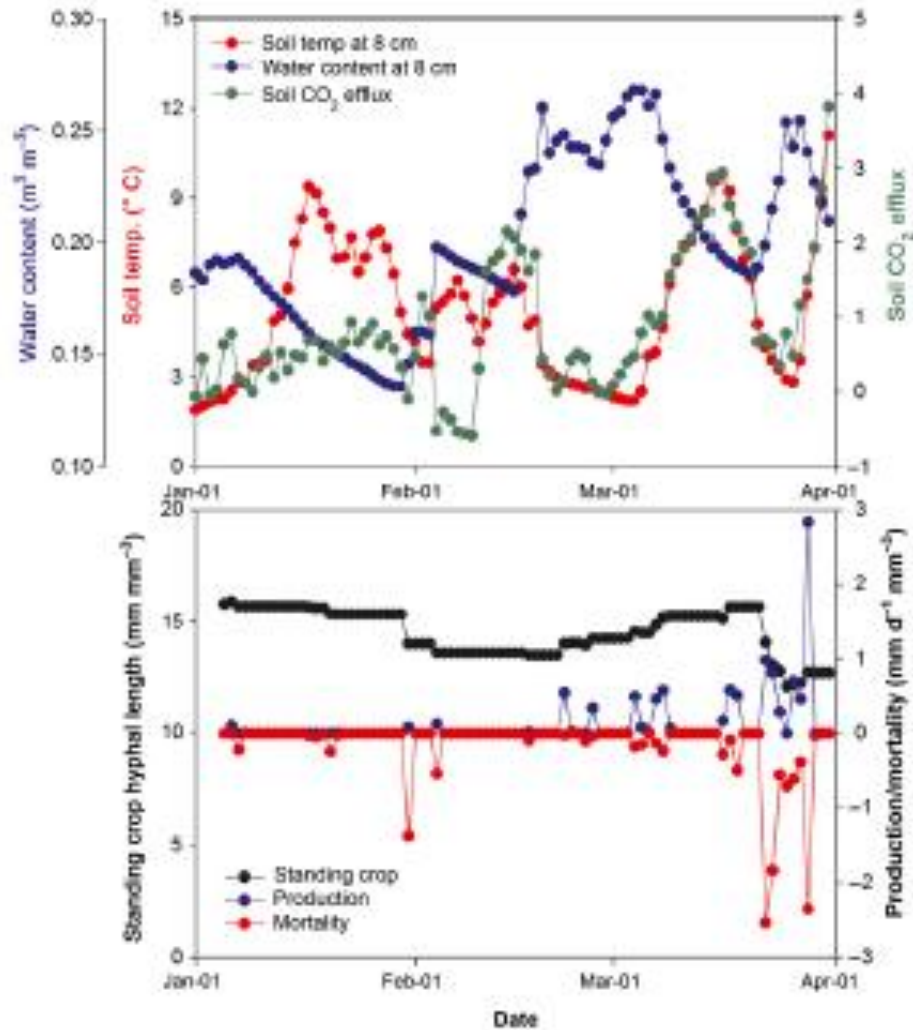 0.30
15
5
Soil temp at 8 cm
Water content at 8 cm
Soil CO2 efflux
12
4
0.25
3
9
0.20
2
6
1
0.15
3
0
0.10
0
−1
Water content (m³ m⁻³)
Soil temp. (° C)
Soil CO2 efflux
Jan-01
Feb-01
Mar-01
Apr-01
20
3
2
15
1
10
0
−1
5
−2
0
−3
Standing crop
Production
Mortality
Standing crop hyphal length (mm mm⁻³)
Production/mortality (mm d⁻¹ mm⁻³)
Jan-01
Feb-01
Mar-01
Apr-01
Date